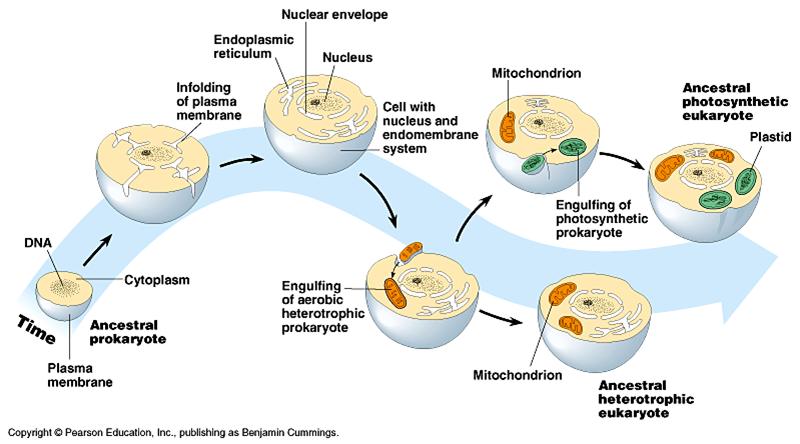 Nuclear envelope
Endoplasmic
reticulum
Nucleus
Infolding
of plasma
membrane
Cell with
nucleus and
endomembrane
system
Mitochondrion
Ancestral
photosynthetic
eukaryote
Plastid
Engulfing of
photosynthetic
prokaryote
DNA
Cytoplasm
Engulfing
of aerobic
heterotrophic
prokaryote
Time
Ancestral
prokaryote
Plasma
membrane
Mitochondrion
Ancestral
heterotrophic
eukaryote
Copyright © Pearson Education, Inc., publishing as Benjamin Cummings.